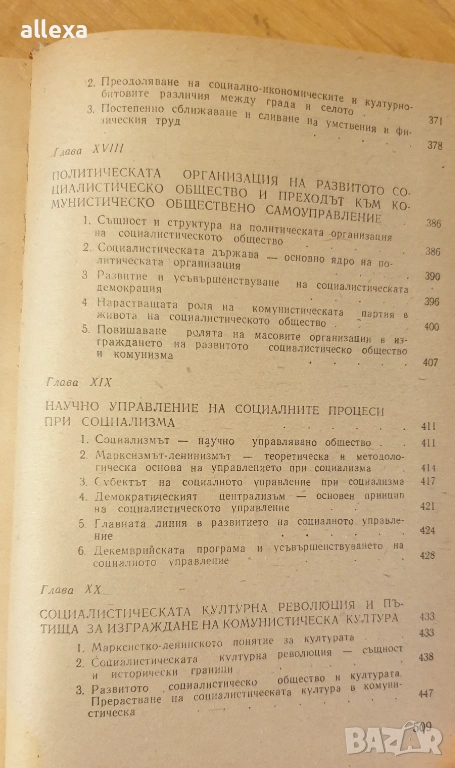 allexa
2. Преодоляване на социално-икономическите и културно-
битовите различия между града и селото . 371
3. Постепенно сближаване и сливане на умствения и фи-
зическия труд . . . . 378
Глава XVIII
ПОЛИТИЧЕСКАТА ОРГАНИЗАЦИЯ НА РАЗВИТОТО СО-
ЦИАЛИСТИЧЕСКО ОБЩЕСТВО И ПРЕХОДЪТ КЪМ КО-
МУНИСТИЧЕСКО ОБЩЕСТВЕНО САМОУПРАВЛЕНИЕ . 386
1. Същност и структура на политическата организация
на социалистическото общество . . . 386
2. Социалистическата държава — основно ядро на по-
литическата организация . . . . 390
3 Развитие и усъвършенствуване на социалистическата
демокрация . . . . . 396
4 Нарастващата роля на комунистическата партия в
живота на социалистическото общество . . . 400
5. Повишаване ролята на масовите организации в из-
граждането на развитото социалистическо общество
и комунизма . . . . . 407
Глава XIX
НАУЧНО УПРАВЛЕНИЕ НА СОЦИАЛНИТЕ ПРОЦЕСИ
ПРИ СОЦИАЛИЗМА . . . . . 411
1. Социализмът — научно управлявано общество . 411
2. Марксизмът-ленинизмът — теоретическа и методоло-
гическа основа на управлението при социализма . 414
3. Субектът на социалното управление при социализма 417
4. Демократическият централизъм — основен принцип
на социалистическото управление . . . 421
5. Главната линия в развитието на социалното управле-
ние . . . . . 424
6. Декемврийската програма и усъвършенствуването на
социалното управление . . . . 428
Глава XX
СОЦИАЛИСТИЧЕСКАТА КУЛТУРНА РЕВОЛЮЦИЯ И ПЪ-
ТИЩА ЗА ИЗГРАЖДАНЕ НА КОМУНИСТИЧЕСКА КУЛТУРА 433
1. Марксистко-ленинското понятие за културата . 433
2. Социалистическата културна революция — същност
и исторически граници . . . . 438
3. Развитото социалистическо общество и културата.
Прерастване на социалистическата култура в комуни-
стическа . . . . . 447
609
BAZAR